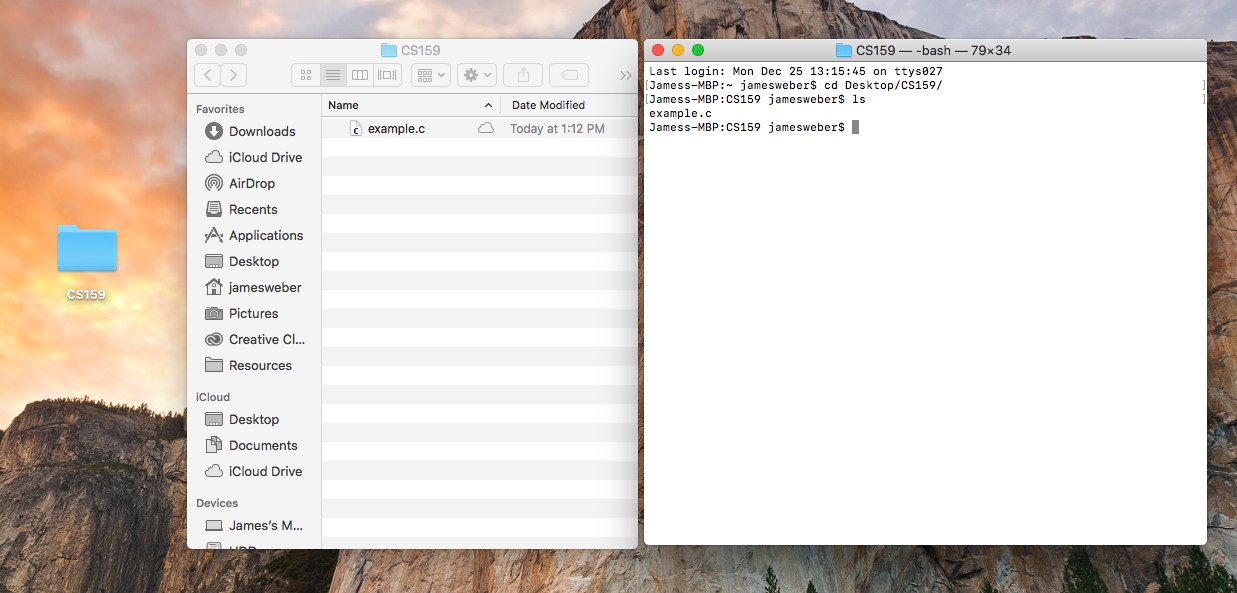 CS159
CS159
Name
Date Modified
example.c
Today at 1:12 PM
Favorites
Downloads
iCloud Drive
AirDrop
Recents
Applications
Desktop
jamesweber
Pictures
Creative Cl...
Resources
iCloud
Desktop
Documents
iCloud Drive
Devices
James's M...
CS159 — -bash — 79×34
Last login: Mon Dec 25 13:15:45 on ttys027
[Jamess-MBP:~ jamesweber$ cd Desktop/CS159/ ]
[Jamess-MBP:CS159 jamesweber$ ls ]
example.c
Jamess-MBP:CS159 jamesweber$